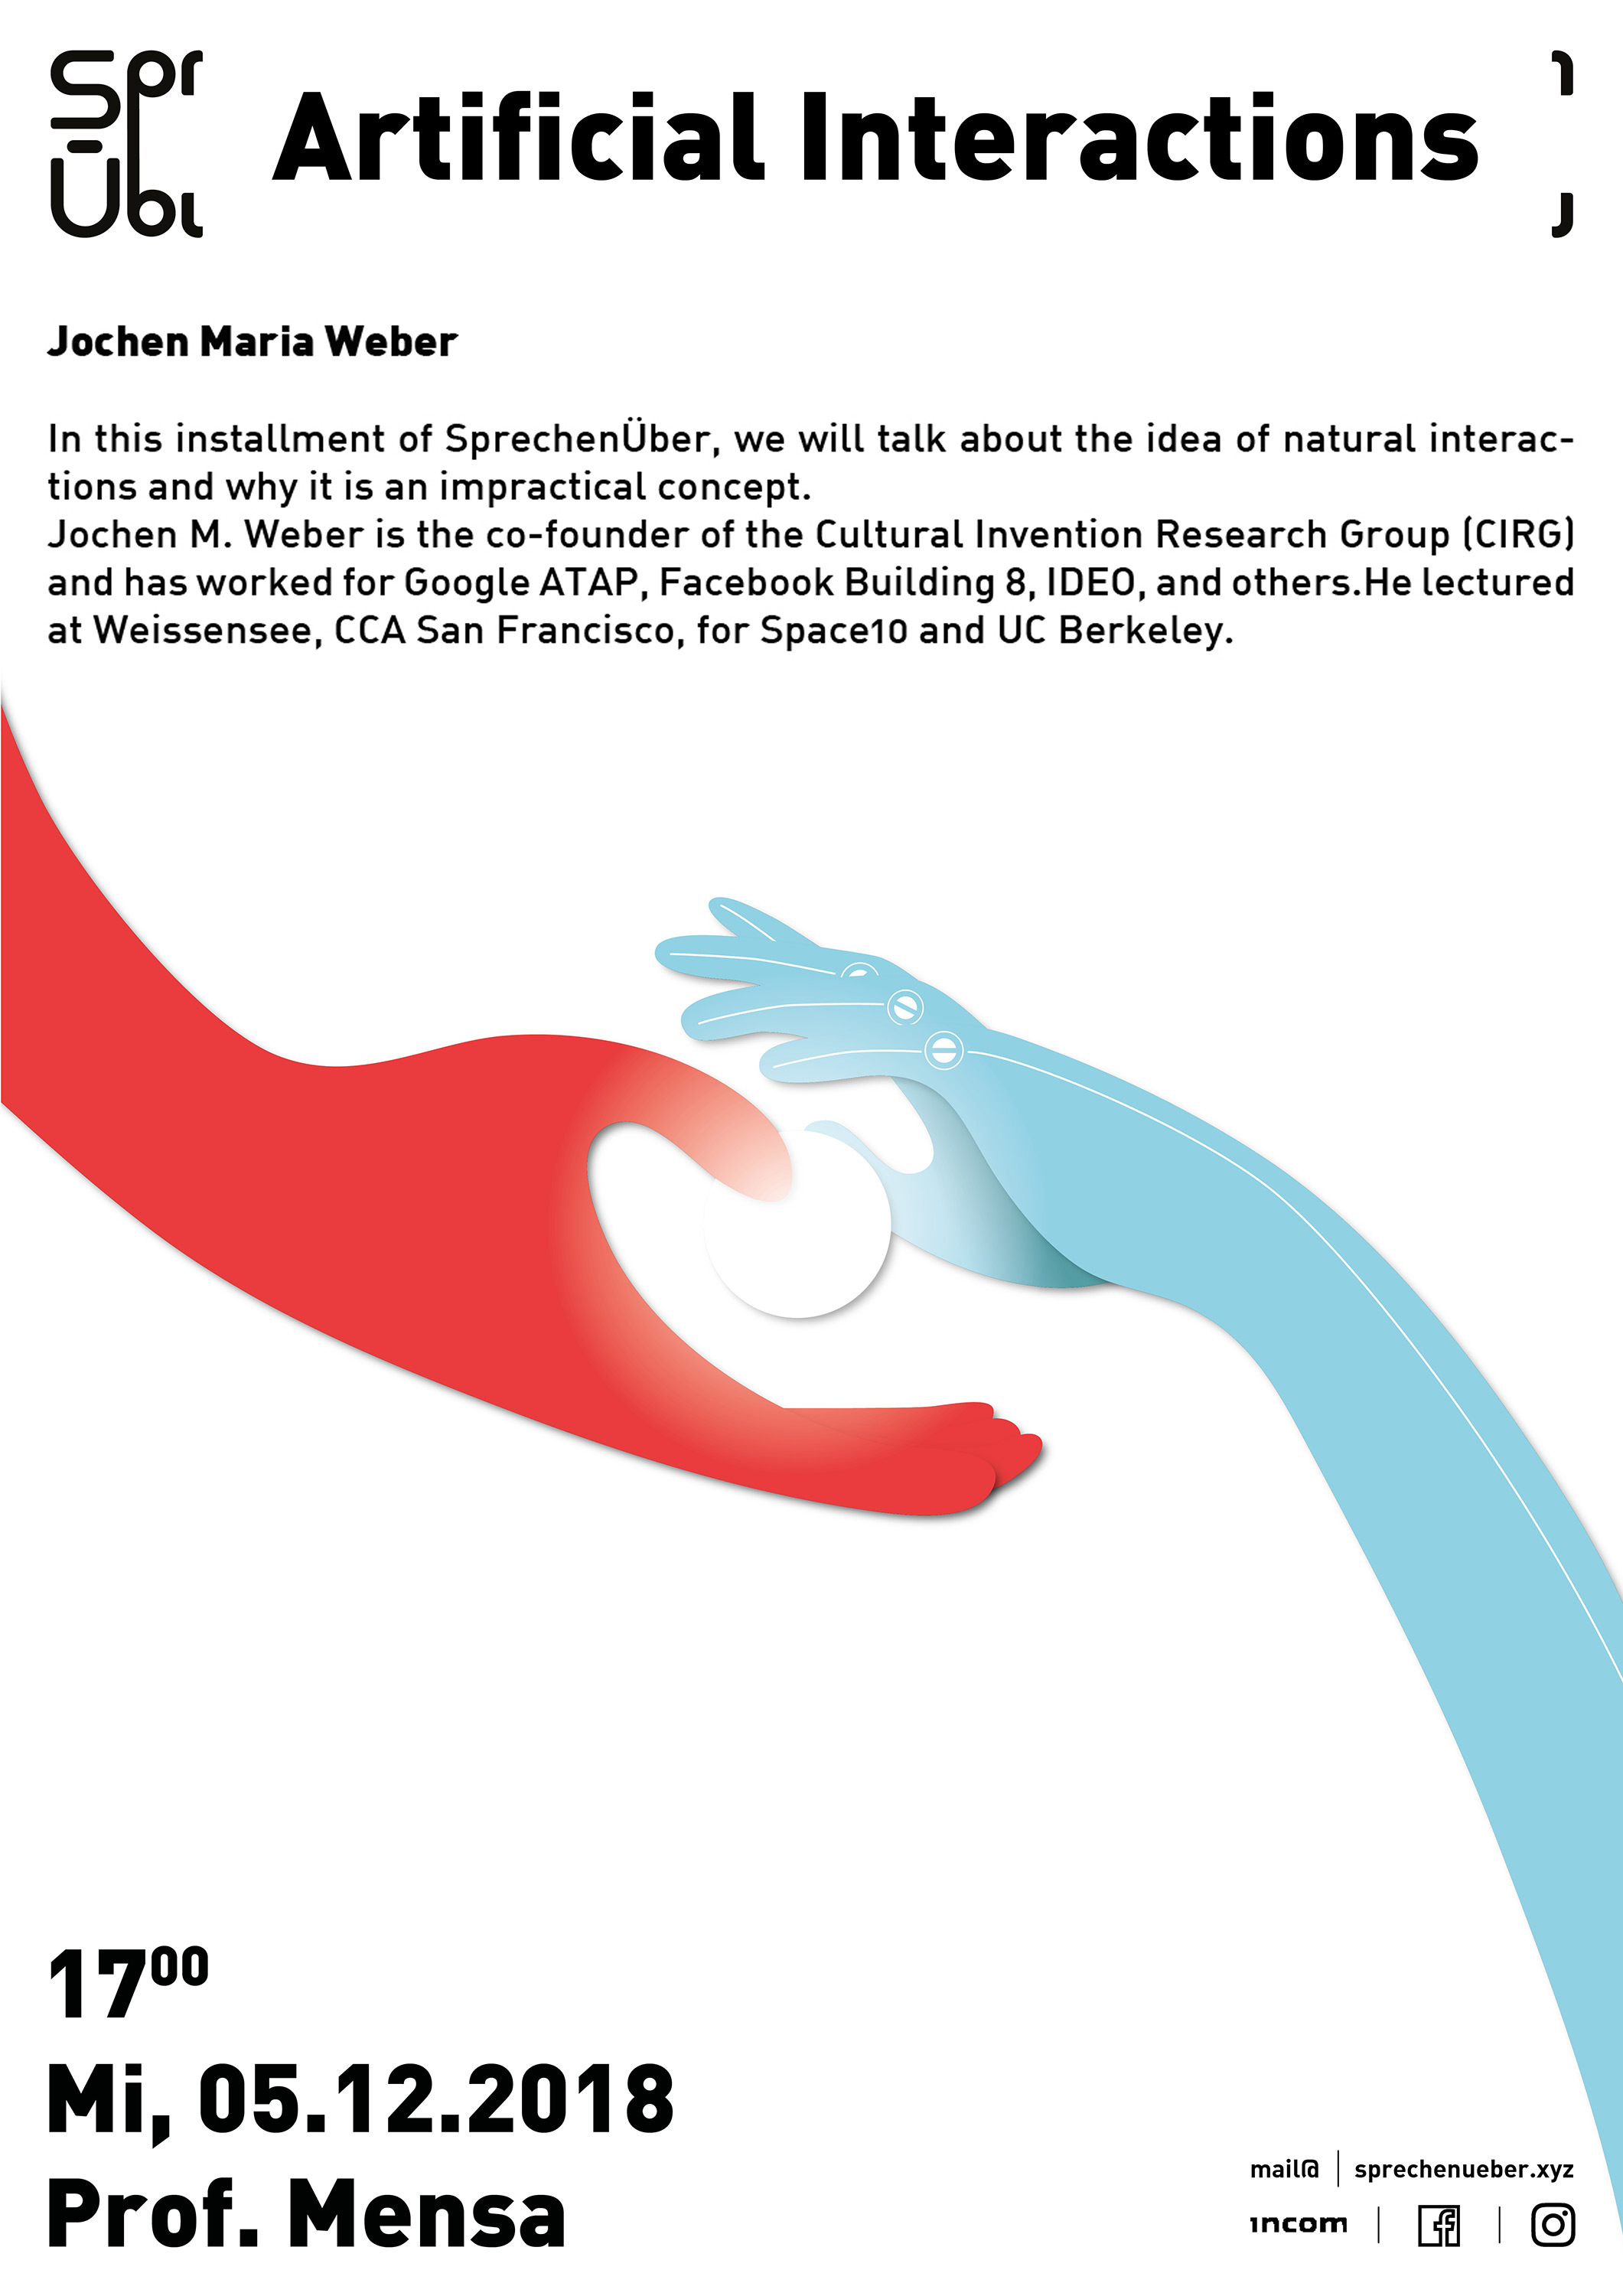 Spr
Übe
Artificial Interactions
Jochen Maria Weber
In this installment of SprechenÜber, we will talk about the idea of natural interac-
tions and why it is an impractical concept.
Jochen M. Weber is the co-founder of the Cultural Invention Research Group (CIRG)
and has worked for Google ATAP, Facebook Building 8, IDEO, and others.He lectured
at Weissensee, CCA San Francisco, for Space10 and UC Berkeley.
17⁰⁰
Mi, 05.12.2018
Prof. Mensa
mail@ | sprechenueber.xyz
incom